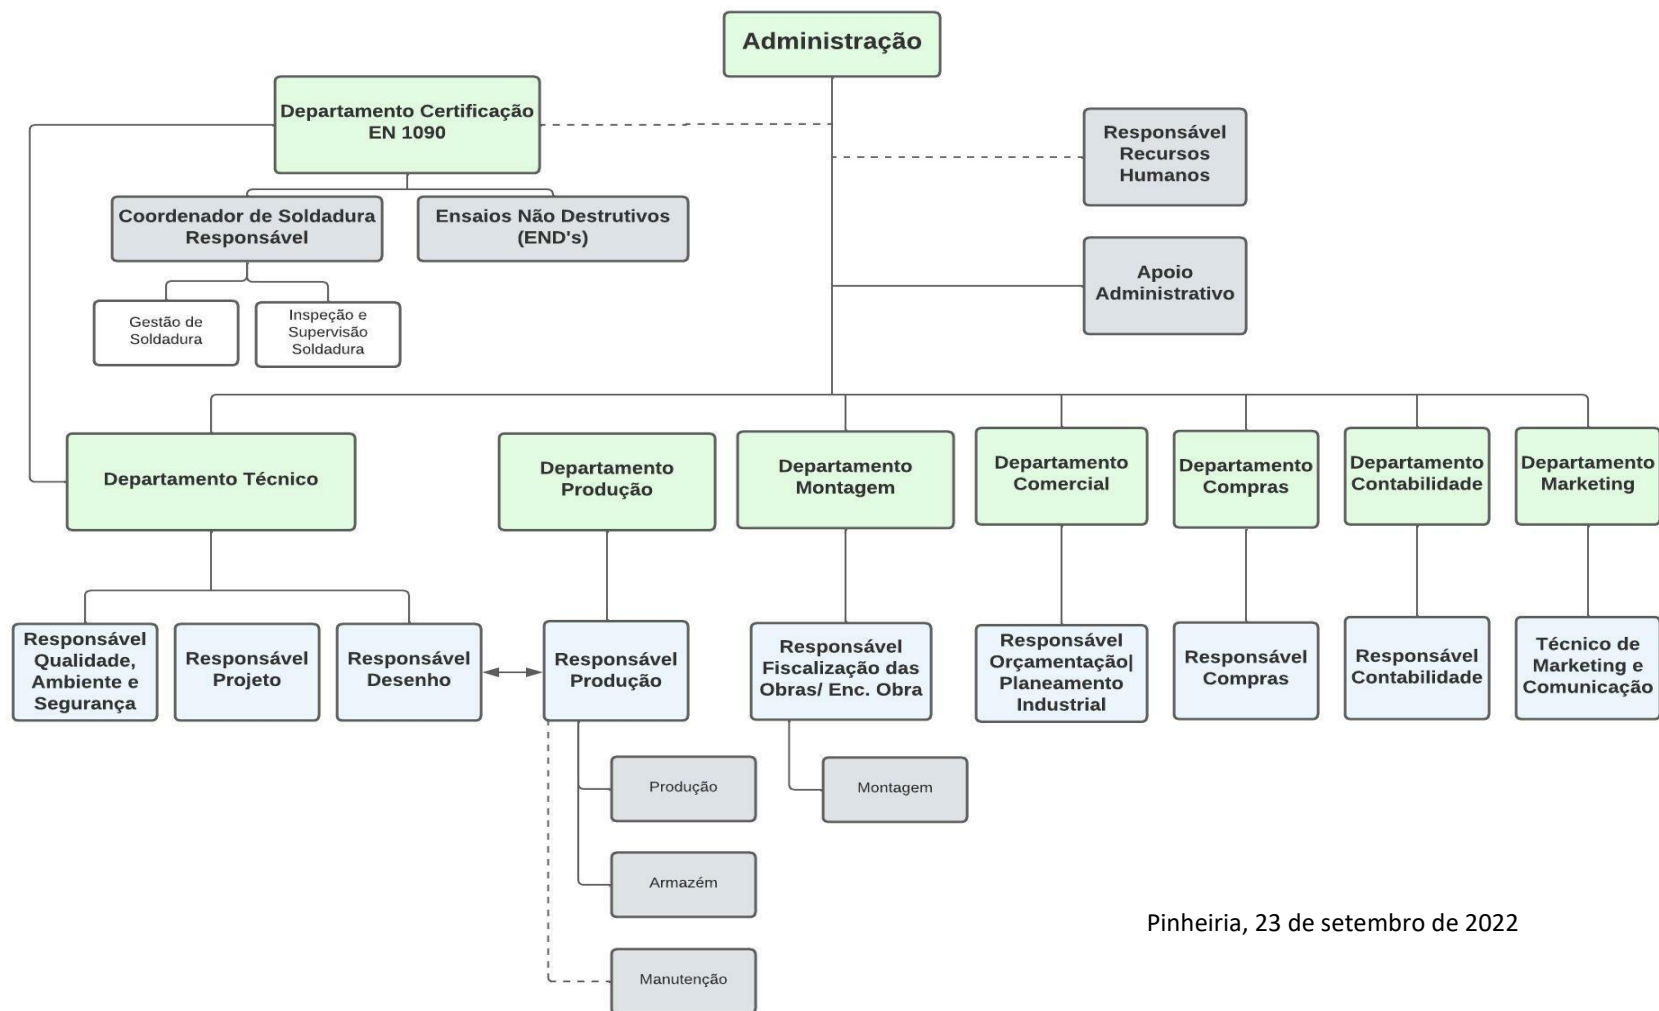 Administração
Departamento Certificação
EN 1090
Responsável
Recursos
Humanos
Coordenador de Soldadura
Responsável
Ensaios Não Destrutivos
(END's)
Apoio
Administrativo
Gestão de
Soldadura
Inspeção e
Supervisão
Soldadura
Departamento Técnico
Departamento
Produção
Departamento
Montagem
Departamento
Comercial
Departamento
Compras
Departamento
Contabilidade
Departamento
Marketing
Responsável
Qualidade,
Ambiente e
Segurança
Responsável
Projeto
Responsável
Desenho
Responsável
Produção
Responsável
Fiscalização das
Obras/ Enc. Obra
Responsável
Orçamentação|
Planeamento
Industrial
Responsável
Compras
Responsável
Contabilidade
Técnico de
Marketing e
Comunicação
Produção
Montagem
Armazém
Manutenção
Pinheiria, 23 de setembro de 2022